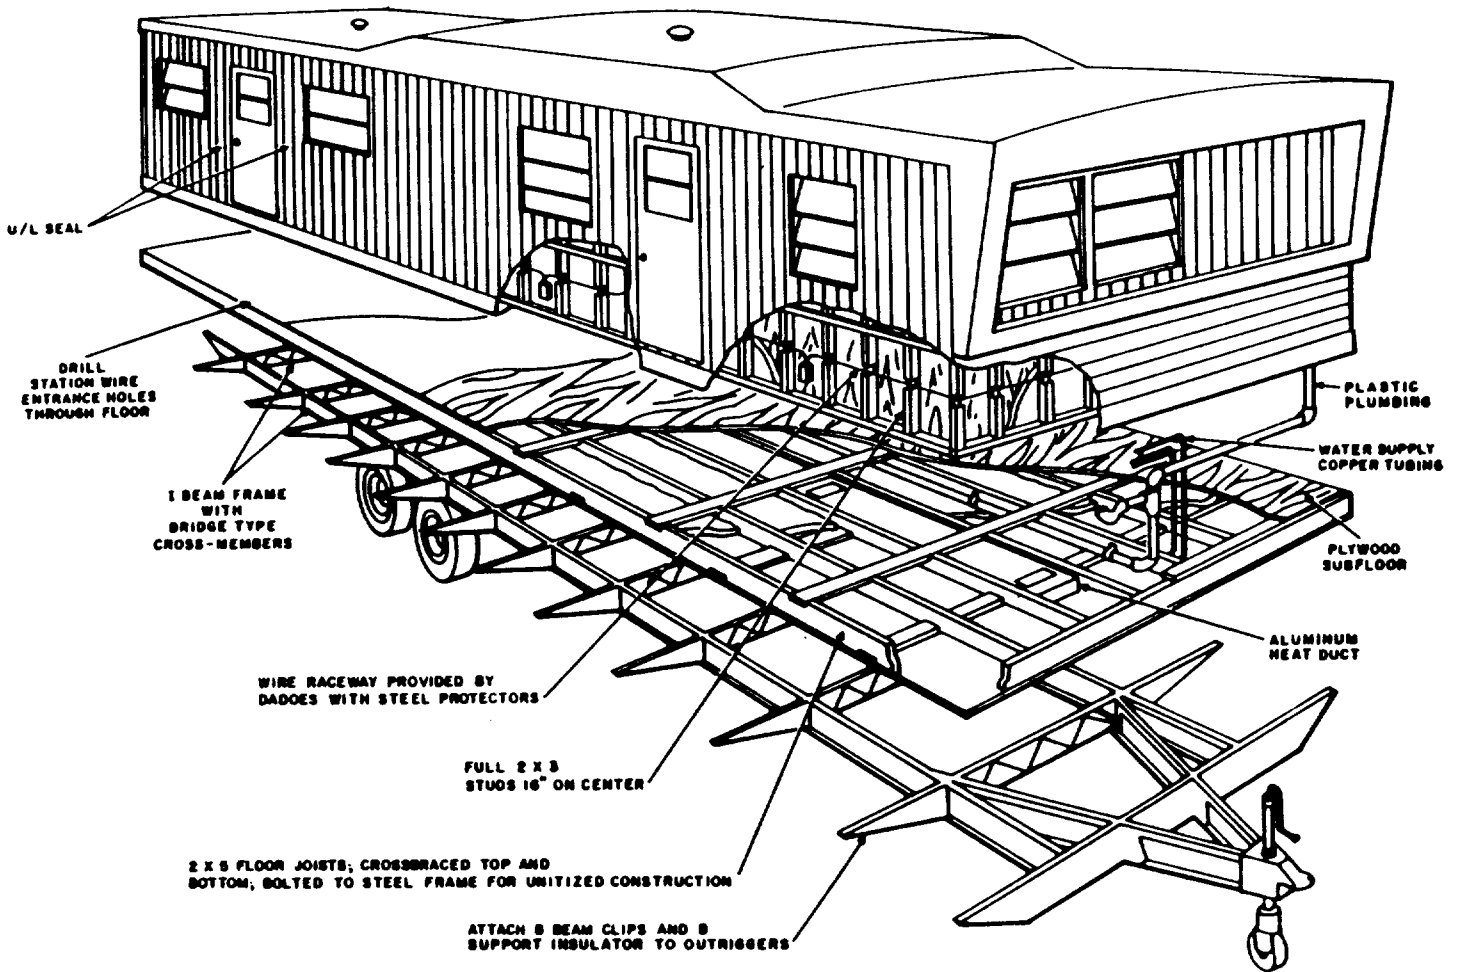 U/L SEAL
DRILL
STATION WIRE
ENTRANCE HOLES
THROUGH FLOOR
I BEAM FRAME
WITH
BRIDGE TYPE
CROSS-MEMBERS
PLASTIC
PLUMBING
WATER SUPPLY
COPPER TUBING
PLYWOOD
SUBFLOOR
ALUMINUM
HEAT DUCT
WIRE RACEWAY PROVIDED BY
DADOES WITH STEEL PROTECTORS
FULL 2 X 3
STUDS 16" ON CENTER
2 X 5 FLOOR JOISTS; CROSSBRACED TOP AND
BOTTOM; BOLTED TO STEEL FRAME FOR UNITIZED CONSTRUCTION
ATTACH B BEAM CLIPS AND B
SUPPORT INSULATOR TO OUTRIGGERS